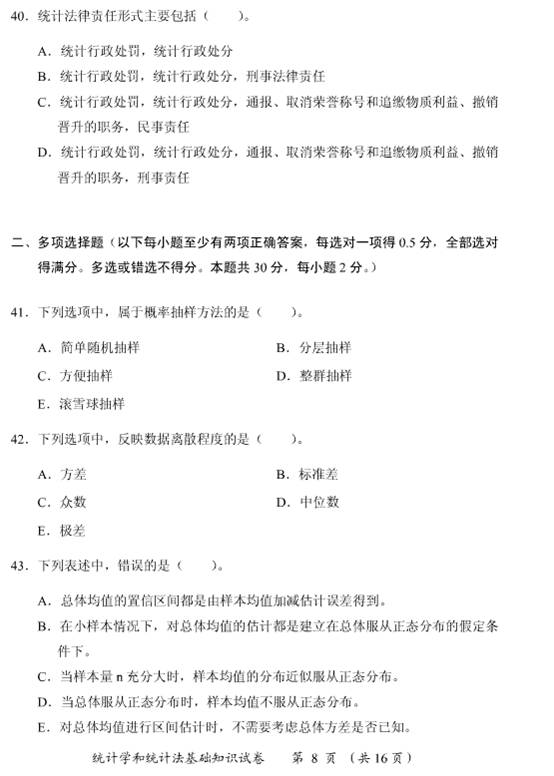 40．统计法律责任形式主要包括（　　）。
A．统计行政处罚，统计行政处分
B．统计行政处罚，统计行政处分，刑事法律责任
C．统计行政处罚，统计行政处分，通报、取消荣誉称号和追缴物质利益、撤销
晋升的职务，民事责任
D．统计行政处罚，统计行政处分，通报、取消荣誉称号和追缴物质利益、撤销
晋升的职务，刑事责任
二、多项选择题（以下每小题至少有两项正确答案，每选对一项得 0.5 分，全部选对
得满分。多选或错选不得分。本题共 30 分，每小题 2 分。）
41．下列选项中，属于概率抽样方法的是（　　）。
A．简单随机抽样　　B．分层抽样
C．方便抽样　　D．整群抽样
E．滚雪球抽样
42．下列选项中，反映数据离散程度的是（　　）。
A．方差　　B．标准差
C．众数　　D．中位数
E．极差
43．下列表述中，错误的是（　　）。
A．总体均值的置信区间都是由样本均值加减估计误差得到。
B．在小样本情况下，对总体均值的估计都是建立在总体服从正态分布的假定条
件下。
C．当样本量 n 充分大时，样本均值的分布近似服从正态分布。
D．当总体服从正态分布时，样本均值不服从正态分布。
E．对总体均值进行区间估计时，不需要考虑总体方差是否已知。
统计学和统计法基础知识试卷　　第 8 页 （共 16 页）